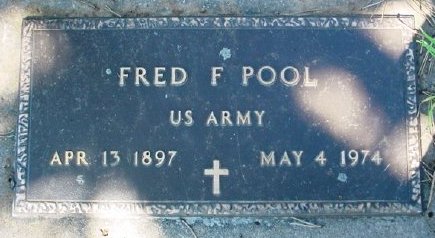 FRED F POOL
US ARMY
APR 13 1897 MAY 4 1974